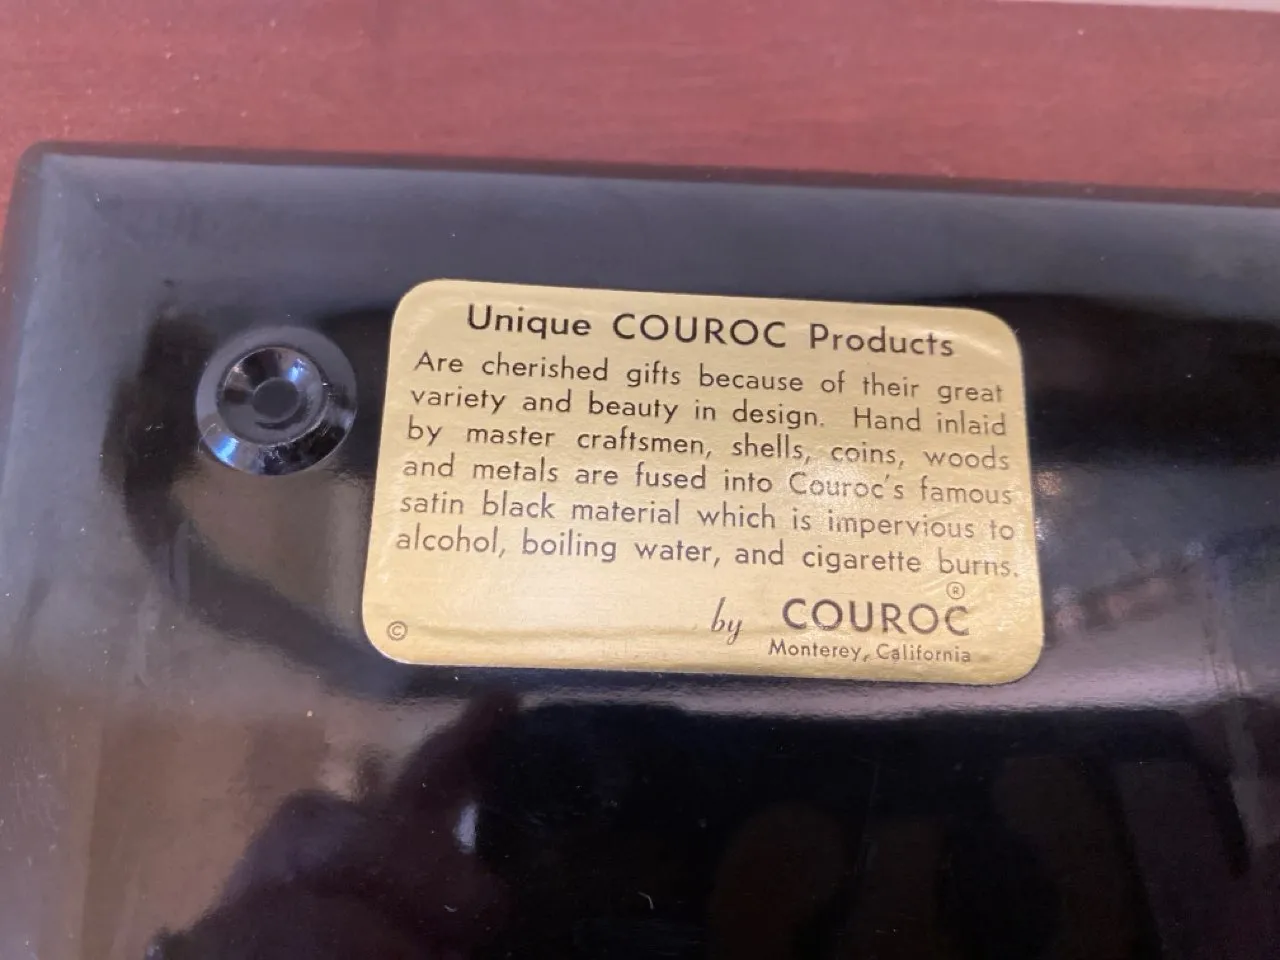 Unique COUROC Products
Are cherished gifts because of their great
variety and beauty in design. Hand inlaid
by master craftsmen, shells, coins, woods
and metals are fused into Couroc's famous
satin black material which is impervious to
alcohol, boiling water, and cigarette burns.
®
by COUROC
© Monterey, California